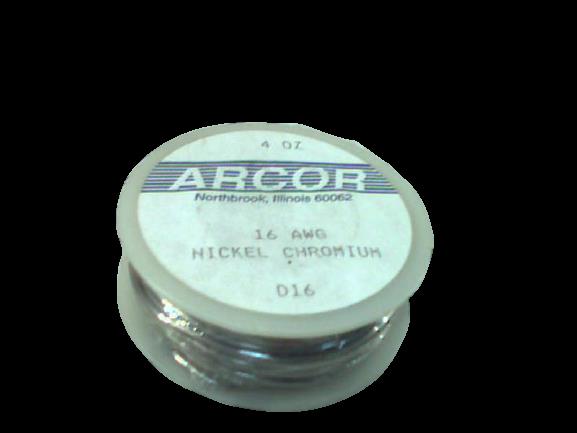 4 OZ
ARCOR
Northbrook, Illinois 60062
16 AWG
NICKEL CHROMIUM
D16